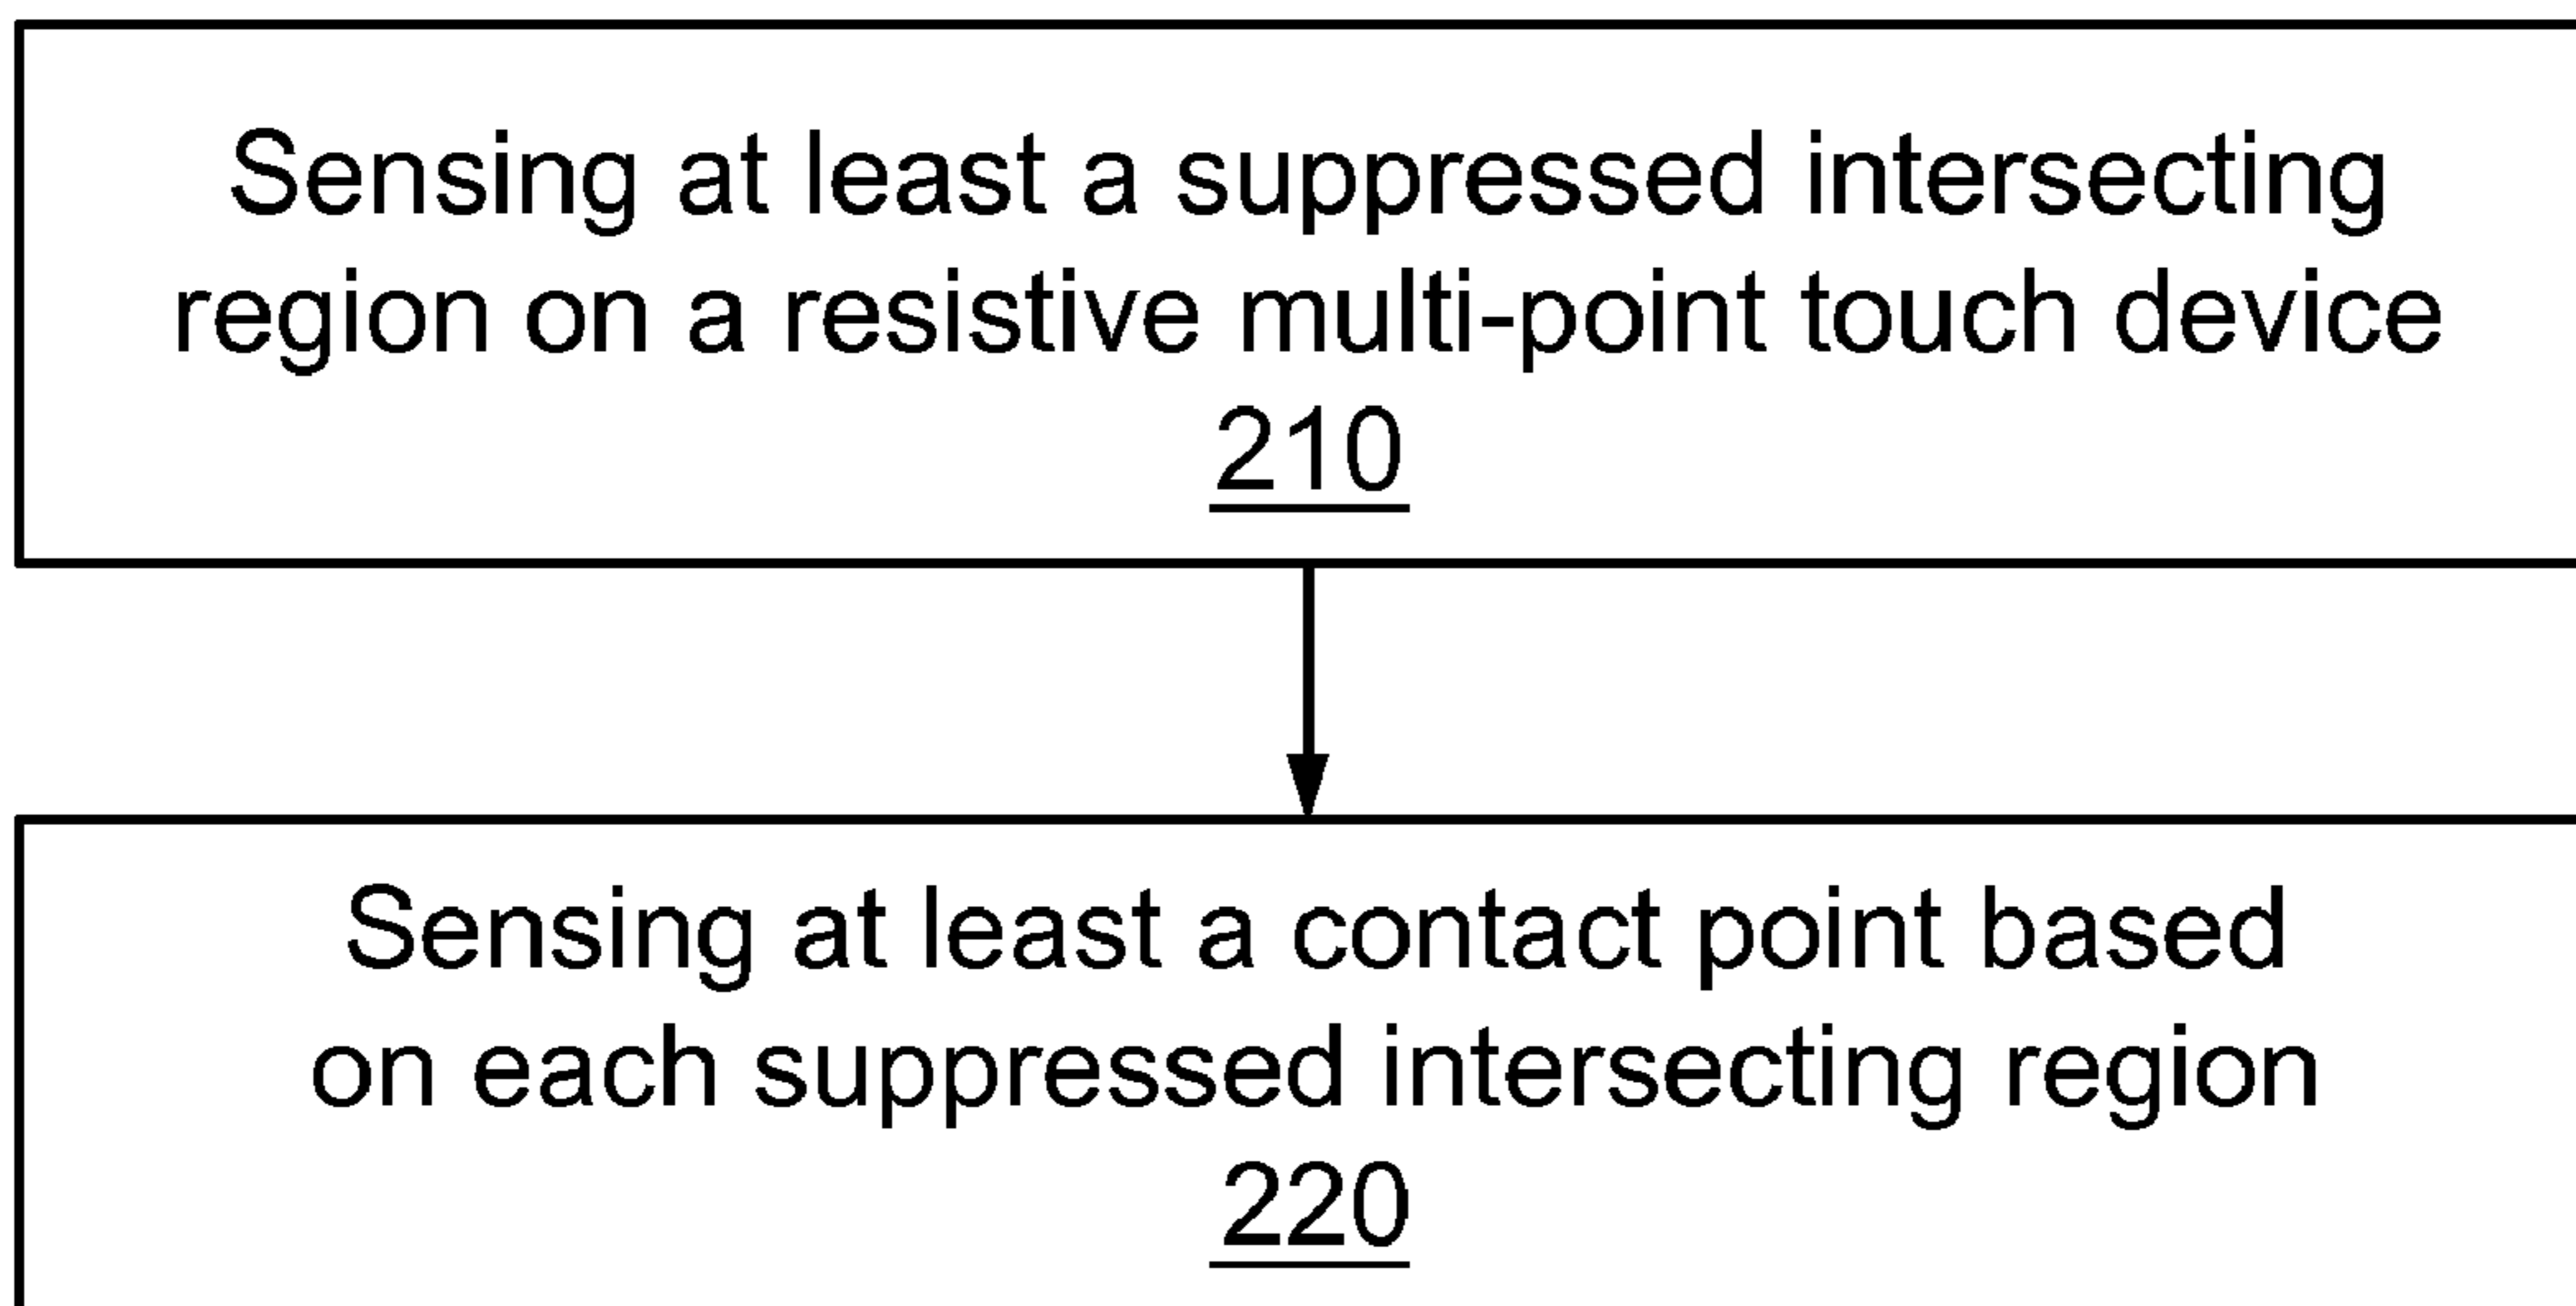 Sensing at least a suppressed intersecting
region on a resistive multi-point touch device
210
Sensing at least a contact point based
on each suppressed intersecting region
220